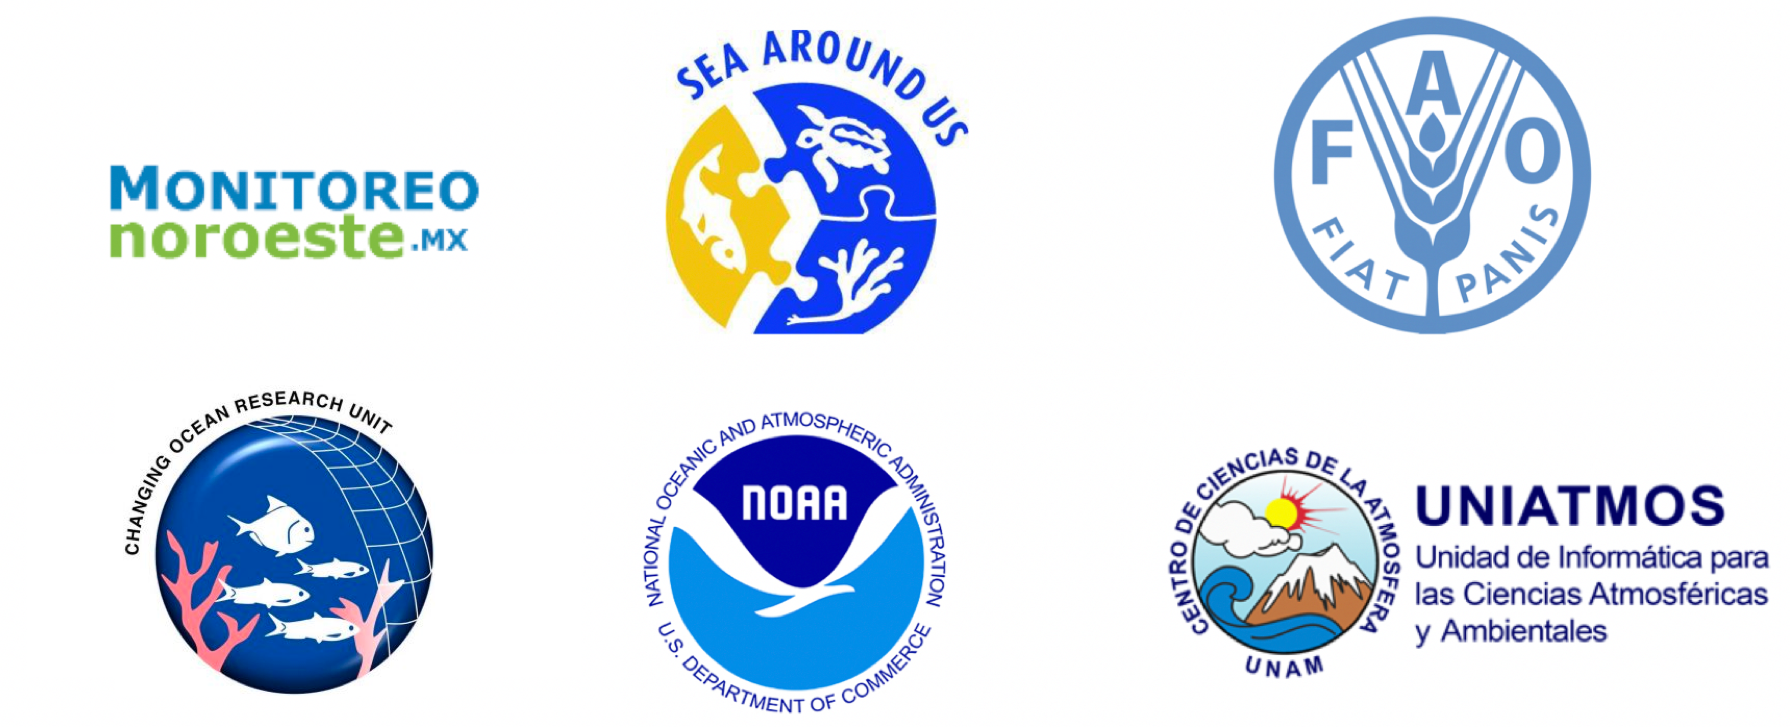 MONITOREO
noroeste.MX
SEA AROUND US
F A O
FIAT PANIS
CHANGING OCEAN RESEARCH UNIT
NATIONAL OCEANIC AND ATMOSPHERIC ADMINISTRATION
NOAA
U.S. DEPARTMENT OF COMMERCE
CENTRO DE CIENCIAS DE LA ATMOSFERA
UNAM
UNIATMOS
Unidad de Informática para
las Ciencias Atmosféricas
y Ambientales